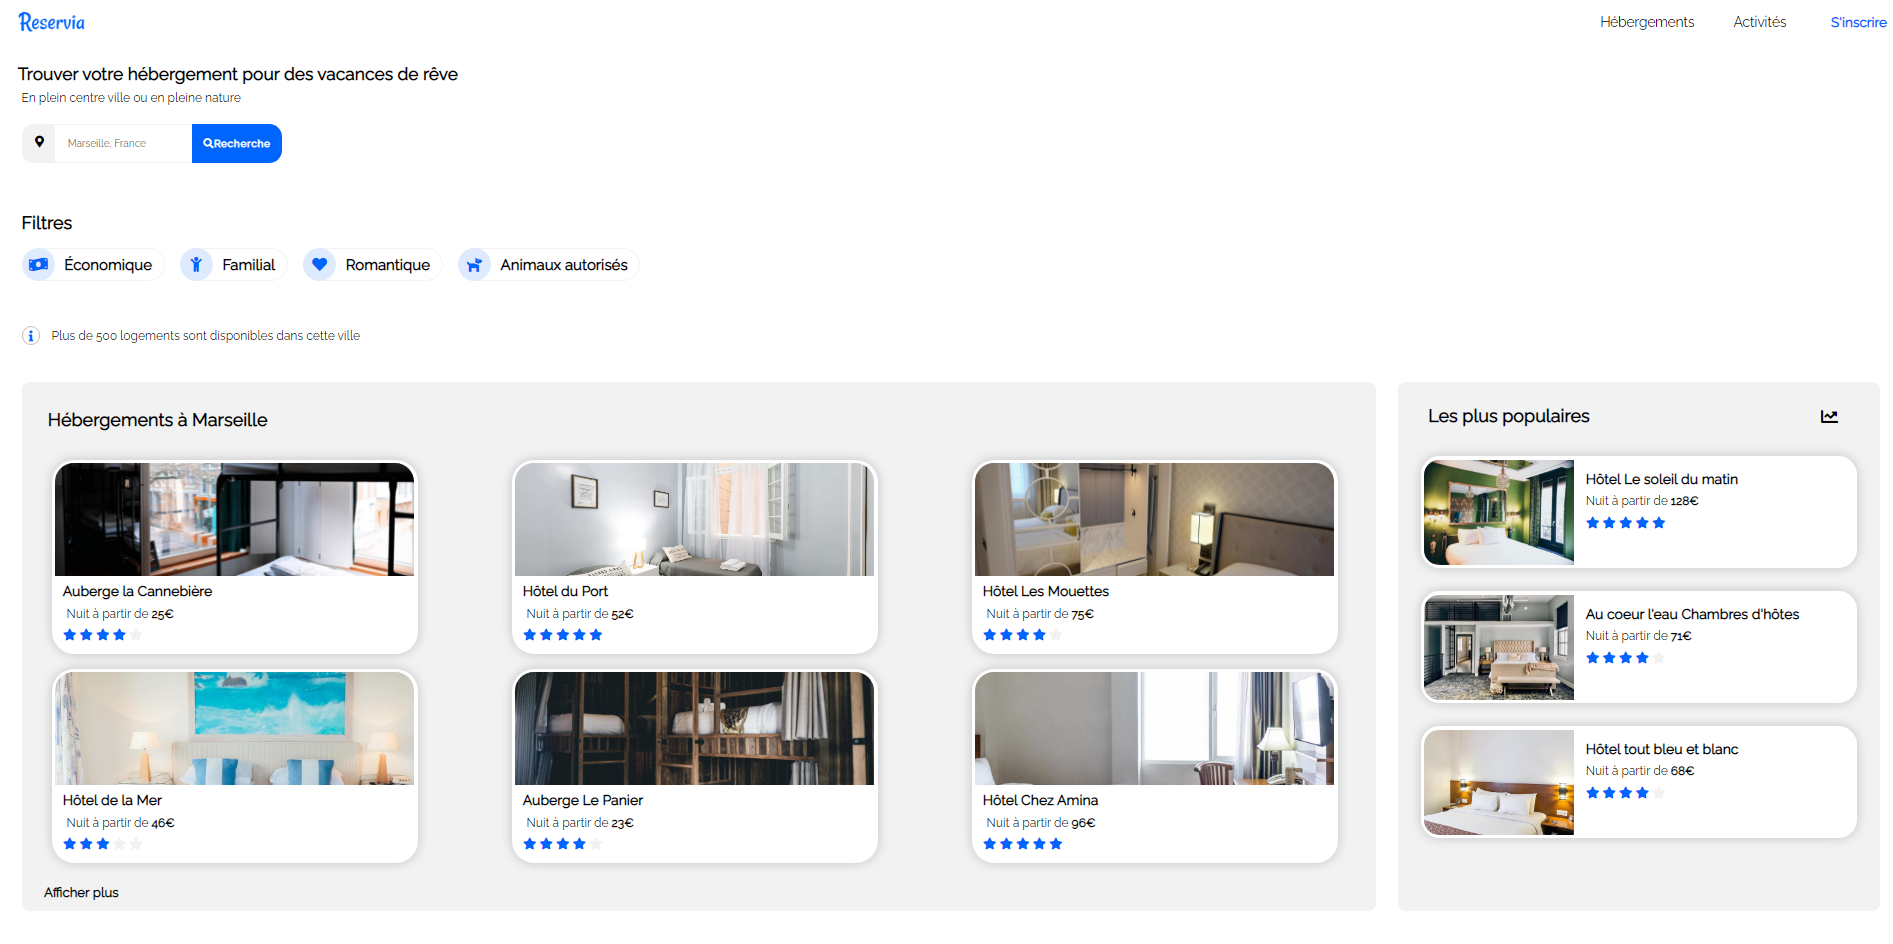 Reservia
Hébergements
Activités
S'inscrire
Trouver votre hébergement pour des vacances de rêve
En plein centre ville ou en pleine nature
Marseille, France
Recherche
Filtres
Économique
Familial
Romantique
Animaux autorisés
Plus de 500 logements sont disponibles dans cette ville
Hébergements à Marseille
Auberge la Cannebière
Nuit à partir de 25€
Hôtel du Port
Nuit à partir de 52€
Hôtel Les Mouettes
Nuit à partir de 75€
Hôtel de la Mer
Nuit à partir de 46€
Auberge Le Panier
Nuit à partir de 23€
Hôtel Chez Amina
Nuit à partir de 96€
Afficher plus
Les plus populaires
Hôtel Le soleil du matin
Nuit à partir de 128€
Au coeur l'eau Chambres d'hôtes
Nuit à partir de 71€
Hôtel tout bleu et blanc
Nuit à partir de 68€